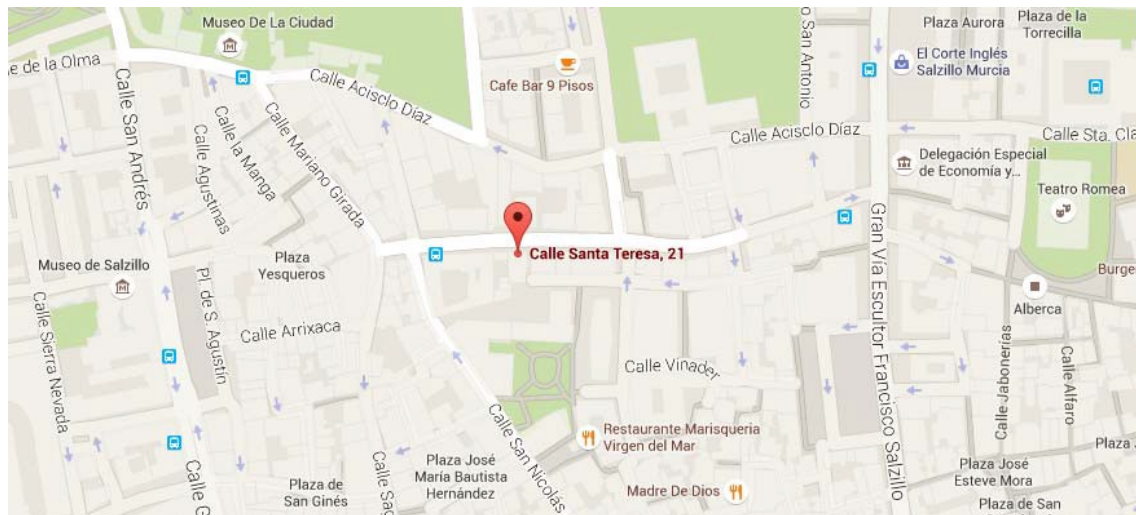 Museo De La Ciudad
Plaza Aurora
Plaza de la
Torrecilla
e de la Olma
Calle San Andrés
Cafe Bar 9 Pisos
San Antonio
El Corte Inglés
Salzillo Murcia
Calle Acisclo Díaz
Calle la Manga
Calle Agustinas
Calle Mariano Girada
Calle Acisclo Díaz
Calle Sta. Cla
Delegación Especial
de Economía y...
Teatro Romea
Calle Santa Teresa, 21
Museo de Salzillo
Plaza
Yesqueros
Gran Vía Escultor Francisco Salzillo
Burge
Alberca
Calle Sierra Nevada
Pl. de S. Agustín
Calle Arrixaca
Calle Vinader
Calle Jabonerías
Calle Alfaro
Calle San Nicolás
Restaurante Marisqueria
Virgen del Mar
Plaza
Calle G
Plaza de
San Ginés
Calle Sag
Plaza José
María Bautista
Hernández
Madre De Dios
Plaza José
Esteve Mora
Plaza de San